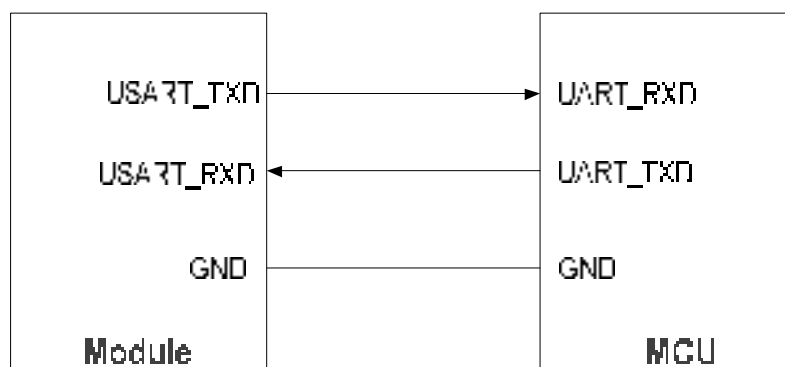 USART_TXD UART_RXD
USART_RXD UART_TXD
GND GND
Module MCU